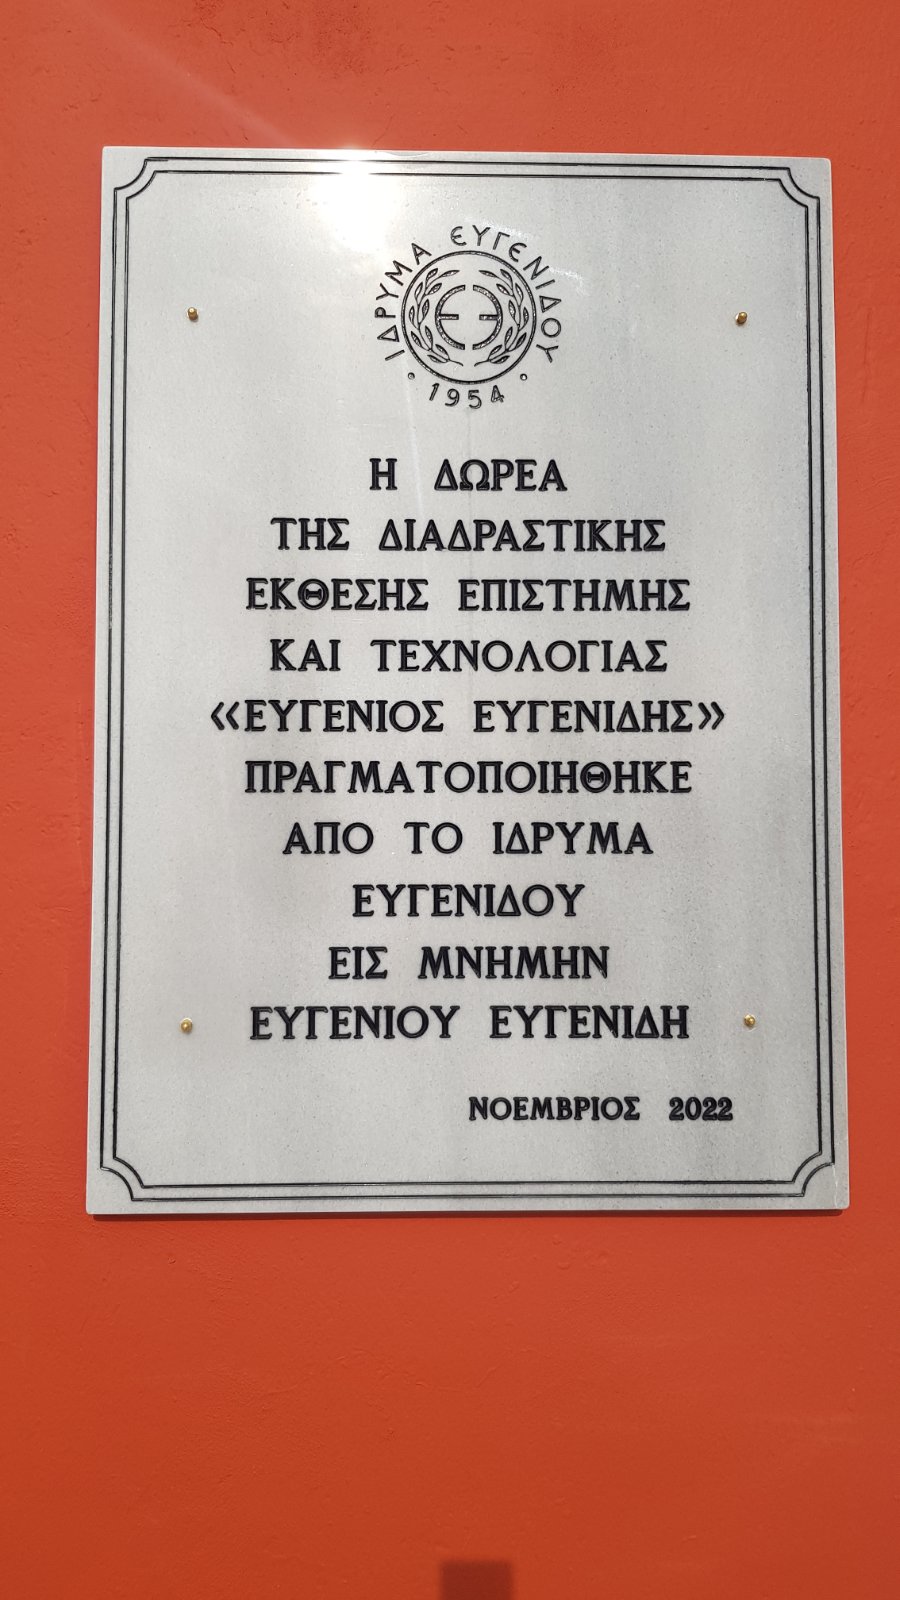 ΙΔΡΥΜΑ ΕΥΓΕΝΙΔΟΥ
1954
Η ΔΩΡΕΑ
ΤΗΣ ΔΙΑΔΡΑΣΤΙΚΗΣ
ΕΚΘΕΣΗΣ ΕΠΙΣΤΗΜΗΣ
ΚΑΙ ΤΕΧΝΟΛΟΓΙΑΣ
«ΕΥΓΕΝΙΟΣ ΕΥΓΕΝΙΔΗΣ»
ΠΡΑΓΜΑΤΟΠΟΙΗΘΗΚΕ
ΑΠΟ ΤΟ ΙΔΡΥΜΑ
ΕΥΓΕΝΙΔΟΥ
ΕΙΣ ΜΝΗΜΗΝ
ΕΥΓΕΝΙΟΥ ΕΥΓΕΝΙΔΗ
ΝΟΕΜΒΡΙΟΣ 2022